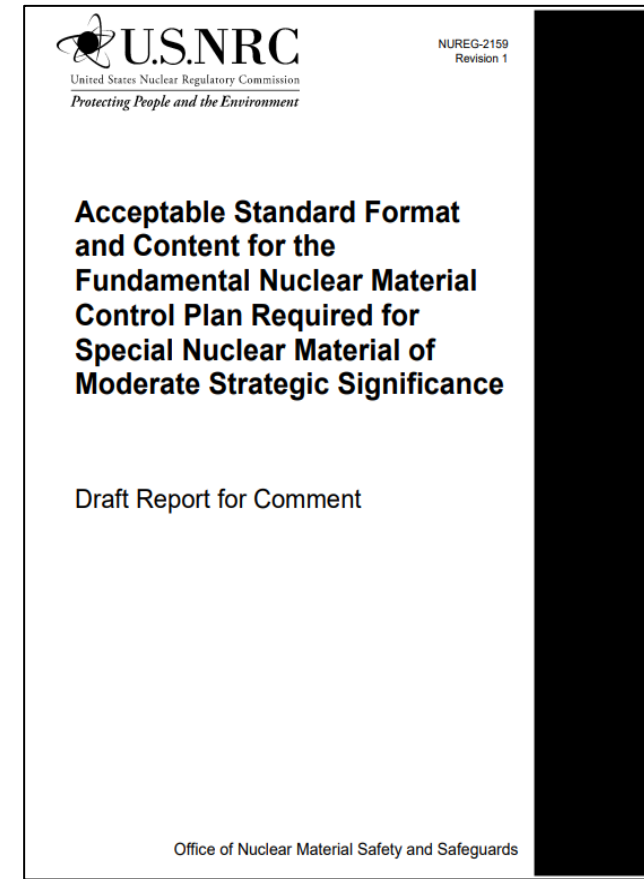 U.S.NRC
United States Nuclear Regulatory Commission
Protecting People and the Environment
NUREG-2159
Revision 1
Acceptable Standard Format
and Content for the
Fundamental Nuclear Material
Control Plan Required for
Special Nuclear Material of
Moderate Strategic Significance
Draft Report for Comment
Office of Nuclear Material Safety and Safeguards